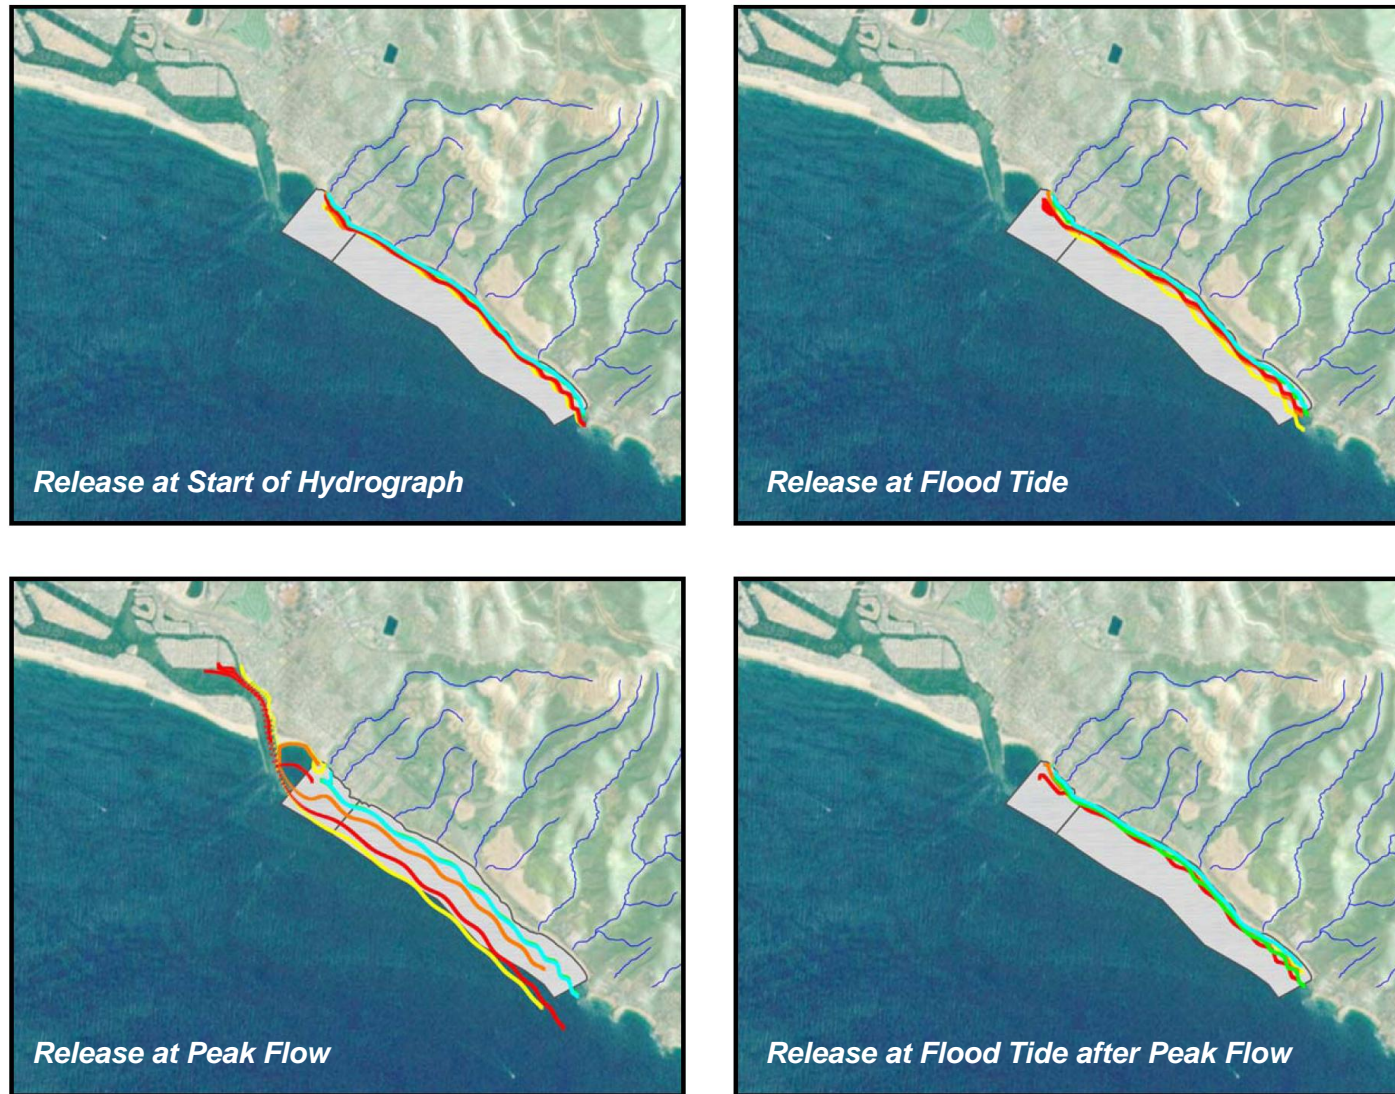 Release at Start of Hydrograph
Release at Flood Tide
Release at Peak Flow
Release at Flood Tide after Peak Flow